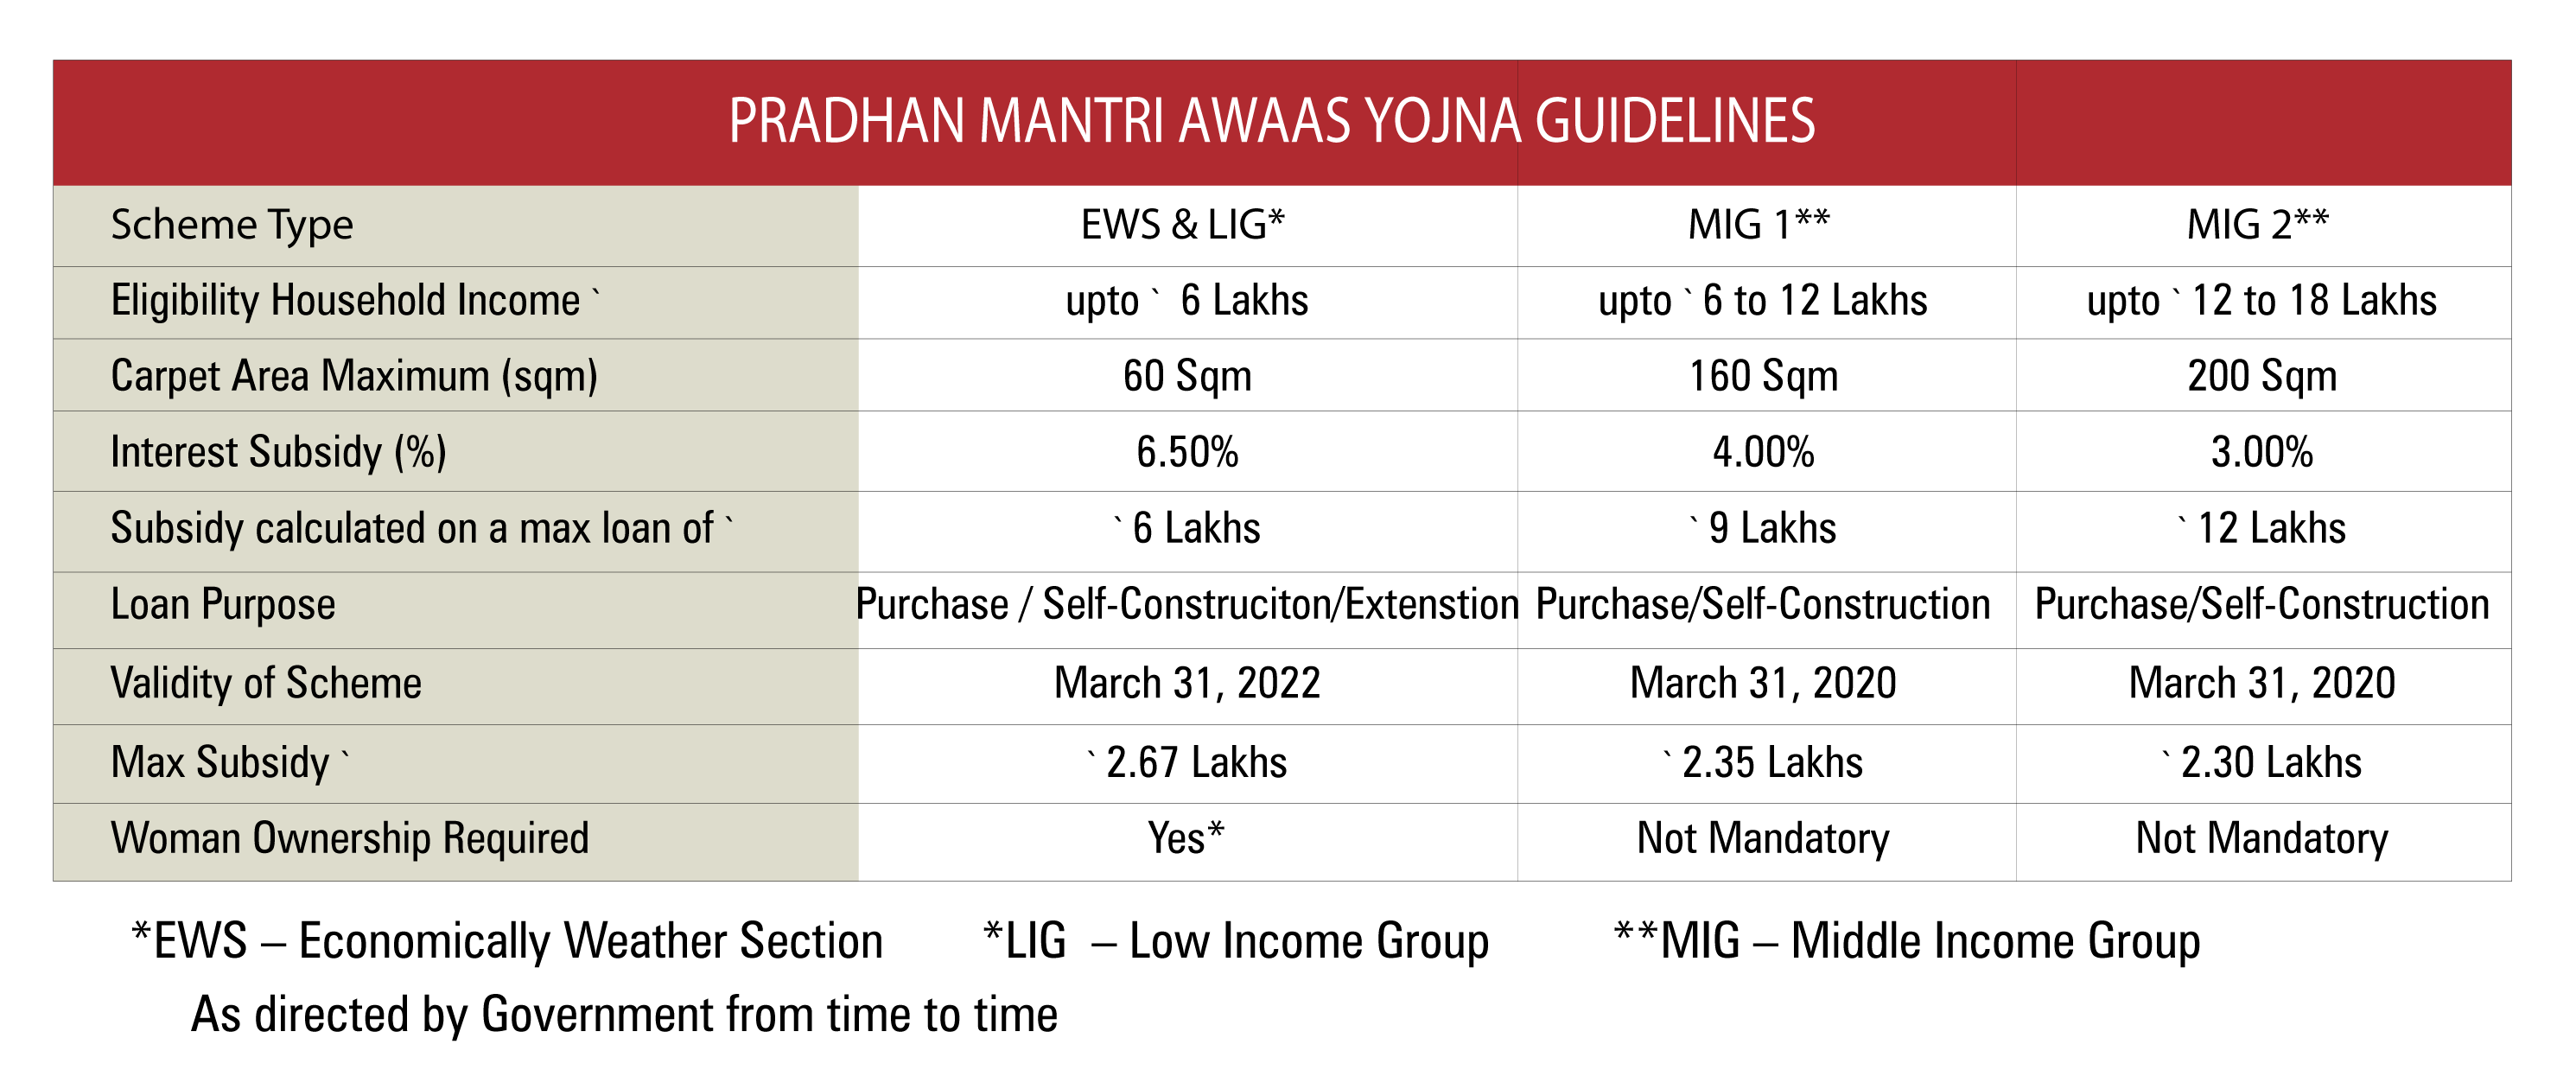 PRADHAN MANTRI AWAAS YOJNA GUIDELINES
Scheme Type EWS & LIG* MIG 1** MIG 2**
Eligibility Household Income ` upto ` 6 Lakhs upto ` 6 to 12 Lakhs upto ` 12 to 18 Lakhs
Carpet Area Maximum (sqm) 60 Sqm 160 Sqm 200 Sqm
Interest Subsidy (%) 6.50% 4.00% 3.00%
Subsidy calculated on a max loan of ` ` 6 Lakhs ` 9 Lakhs ` 12 Lakhs
Loan Purpose Purchase / Self-Construciton/Extenstion Purchase/Self-Construction Purchase/Self-Construction
Validity of Scheme March 31, 2022 March 31, 2020 March 31, 2020
Max Subsidy ` ` 2.67 Lakhs ` 2.35 Lakhs ` 2.30 Lakhs
Woman Ownership Required Yes* Not Mandatory Not Mandatory
*EWS – Economically Weather Section *LIG – Low Income Group **MIG – Middle Income Group
As directed by Government from time to time